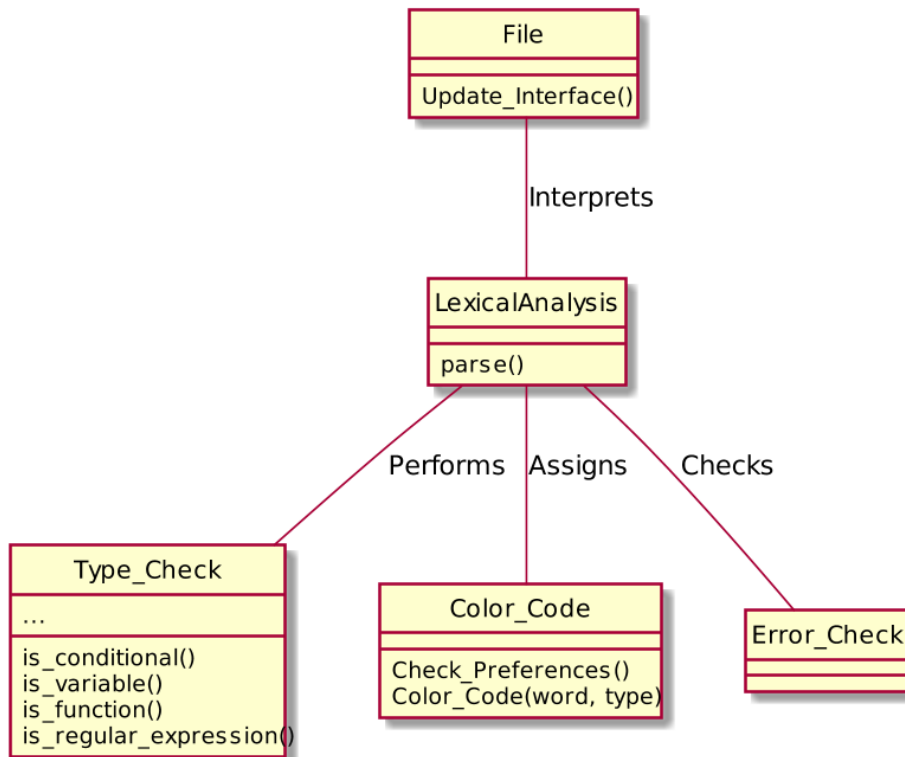 File
Update_Interface()
Interprets
LexicalAnalysis
parse()
Performs
Assigns
Checks
Type_Check
...
is_conditional()
is_variable()
is_function()
is_regular_expression()
Color_Code
Check_Preferences()
Color_Code(word, type)
Error_Check